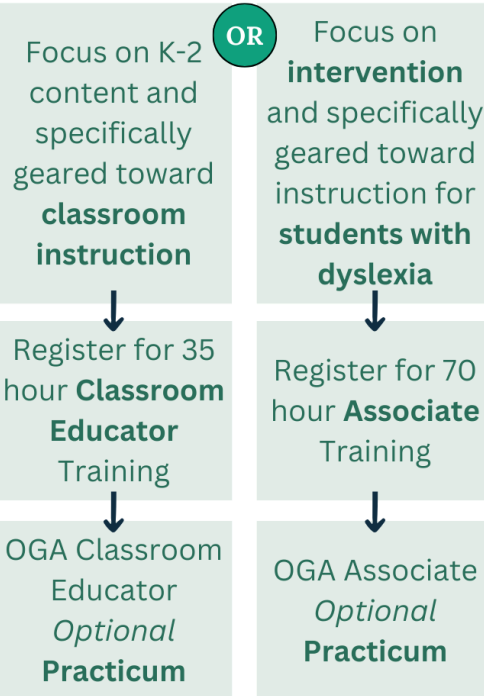 OR
Focus on K-2
content and
specifically
geared toward
classroom
instruction
Register for 35
hour Classroom
Educator
Training
OGA Classroom
Educator
Optional
Practicum
Focus on
intervention
and specifically
geared toward
instruction for
students with
dyslexia
Register for 70
hour Associate
Training
OGA Associate
Optional
Practicum